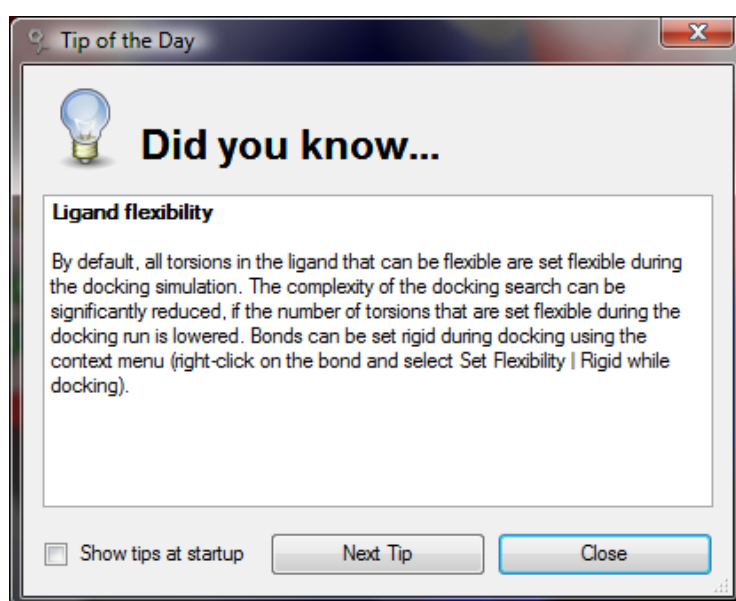 Tip of the Day
Did you know...
Ligand flexibility
By default, all torsions in the ligand that can be flexible are set flexible during
the docking simulation. The complexity of the docking search can be
significantly reduced, if the number of torsions that are set flexible during the
docking run is lowered. Bonds can be set rigid during docking using the
context menu (right-click on the bond and select Set Flexibility | Rigid while
docking).
Show tips at startup
Next Tip
Close